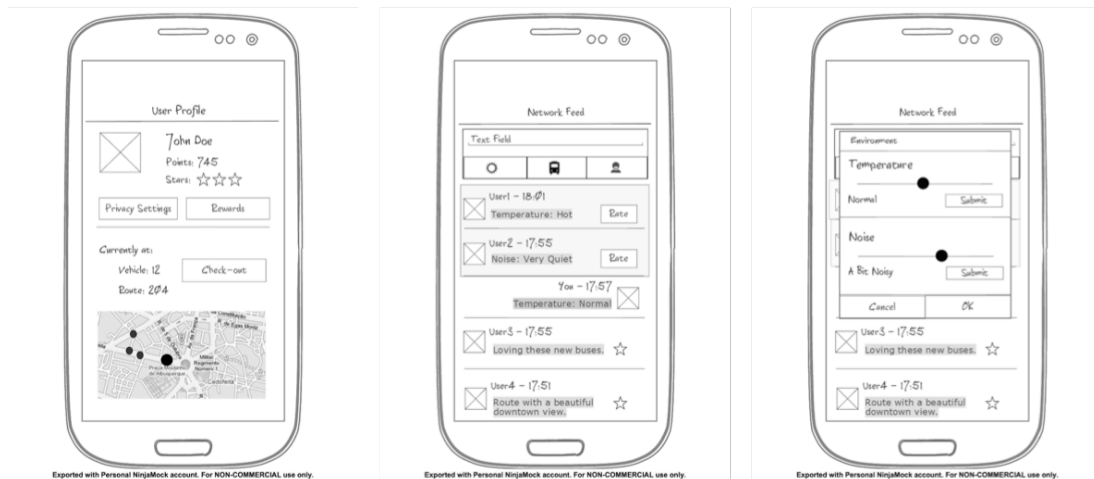 User Profile
John Doe
Points: 745
Stars:
Privacy Settings
Rewards
Currently at:
Vehicle: 12
Check-out
Route: 204
Exported with Personal NinjaMock account. For NON-COMMERCIAL use only.
Network Feed
Text Field
User1 - 18:01
Temperature: Hot
Rate
User2 - 17:55
Noise: Very Quiet
Rate
You - 17:57
Temperature: Normal
User3 - 17:55
Loving these new buses.
User4 - 17:51
Route with a beautiful
downtown view.
Exported with Personal NinjaMock account. For NON-COMMERCIAL use only.
Network Feed
Environment
Temperature
Normal
Submit
Noise
A Bit Noisy
Submit
Cancel
OK
User3 - 17:55
Loving these new buses.
User4 - 17:51
Route with a beautiful
downtown view.
Exported with Personal NinjaMock account. For NON-COMMERCIAL use only.